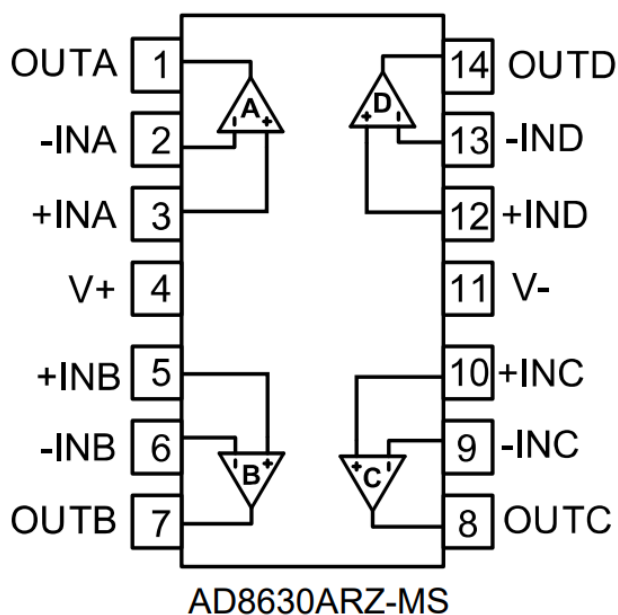 OUTA 1 14 OUTD
A D
-INA 2 13 -IND
+INA 3 12 +IND
V+ 4 11 V-
+INB 5 10 +INC
-INB 6 9 -INC
B C
OUTB 7 8 OUTC
AD8630ARZ-MS